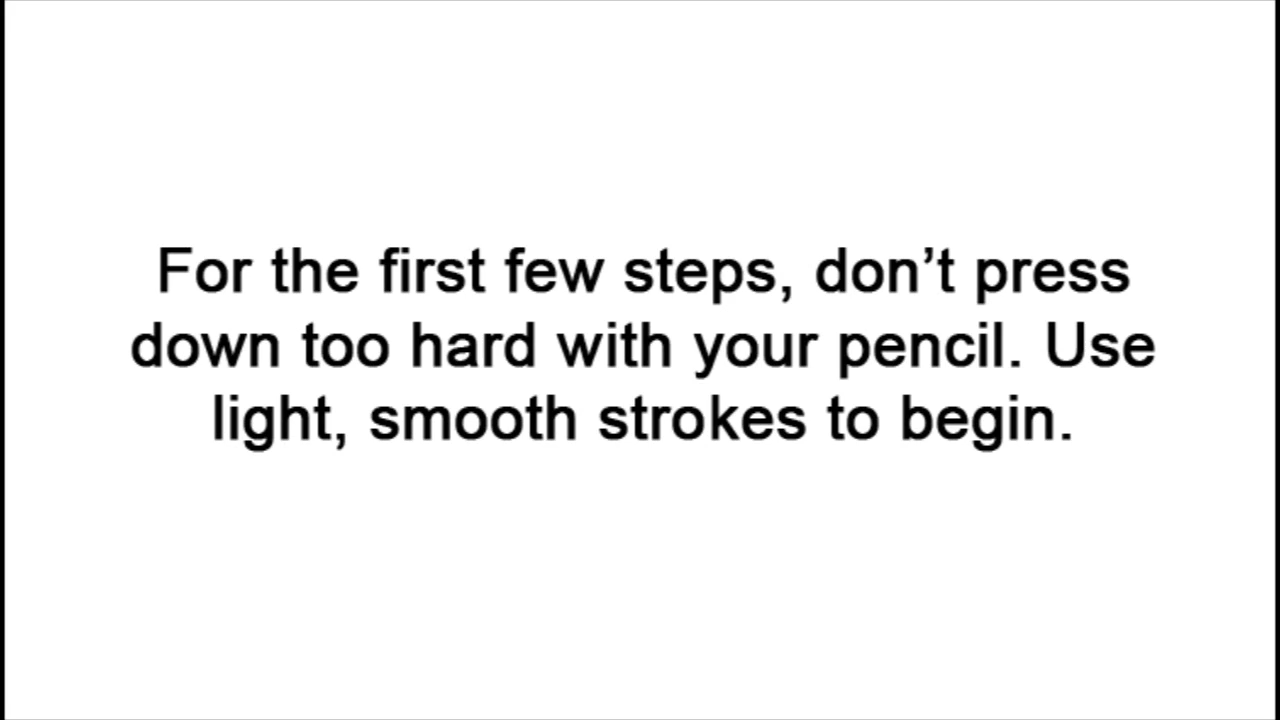 For the first few steps, don’t press
down too hard with your pencil. Use
light, smooth strokes to begin.